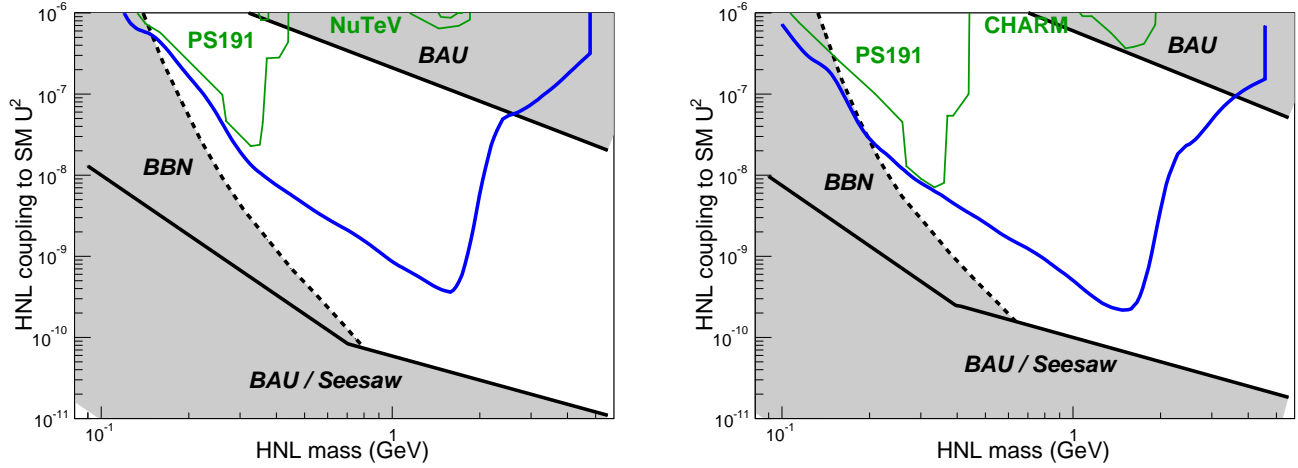 HNL coupling to SM U²
10⁻⁶
10⁻⁷
10⁻⁸
10⁻⁹
10⁻¹⁰
10⁻¹¹
PS191
NuTeV
BAU
BBN
BAU / Seesaw
10⁻¹
1
HNL mass (GeV)
HNL coupling to SM U²
10⁻⁶
10⁻⁷
10⁻⁸
10⁻⁹
10⁻¹⁰
10⁻¹¹
CHARM
PS191
BAU
BBN
BAU / Seesaw
10⁻¹
1
HNL mass (GeV)